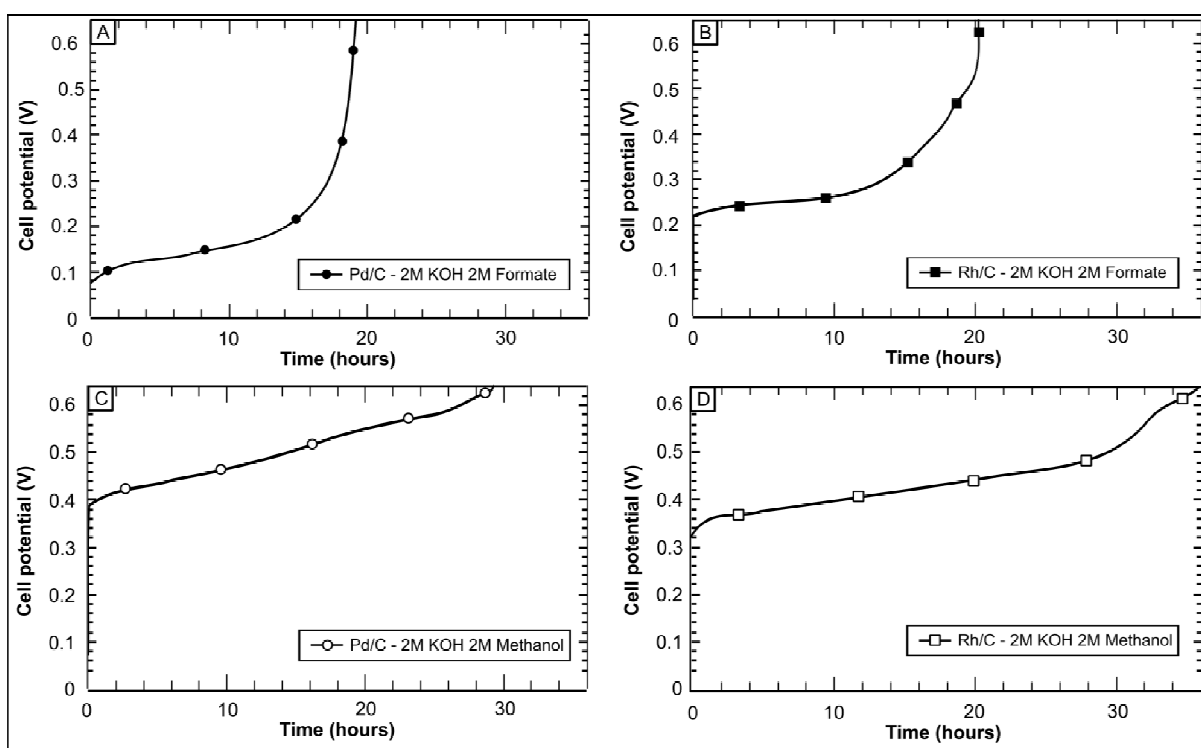 A
Cell potential (V)
0.6
0.5
0.4
0.3
0.2
0.1
0
Pd/C - 2M KOH 2M Formate
0 10 20 30
Time (hours)
B
Cell potential (V)
0.6
0.5
0.4
0.3
0.2
0.1
0
Rh/C - 2M KOH 2M Formate
0 10 20 30
Time (hours)
C
Cell potential (V)
0.6
0.5
0.4
0.3
0.2
0.1
0
Pd/C - 2M KOH 2M Methanol
0 10 20 30
Time (hours)
D
Cell potential (V)
0.6
0.5
0.4
0.3
0.2
0.1
0
Rh/C - 2M KOH 2M Methanol
0 10 20 30
Time (hours)